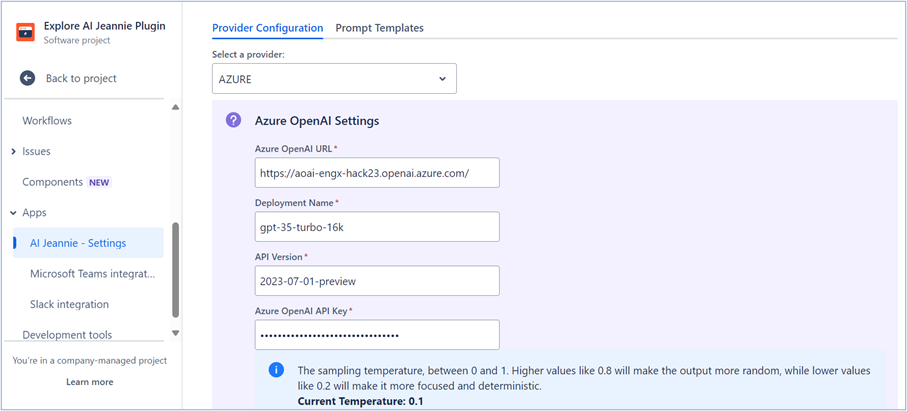 Explore AI Jeannie Plugin
Software project
Back to project
Workflows
Issues
Components NEW
Apps
AI Jeannie - Settings
Microsoft Teams integrat...
Slack integration
Development tools
You're in a company-managed project
Learn more
Provider Configuration Prompt Templates
Select a provider:
AZURE
? Azure OpenAI Settings
Azure OpenAI URL *
https://aoai-engx-hack23.openai.azure.com/
Deployment Name *
gpt-35-turbo-16k
API Version *
2023-07-01-preview
Azure OpenAI API Key *
••••••••••••••••••••••••••••••••
The sampling temperature, between 0 and 1. Higher values like 0.8 will make the output more random, while lower values
like 0.2 will make it more focused and deterministic.
Current Temperature: 0.1